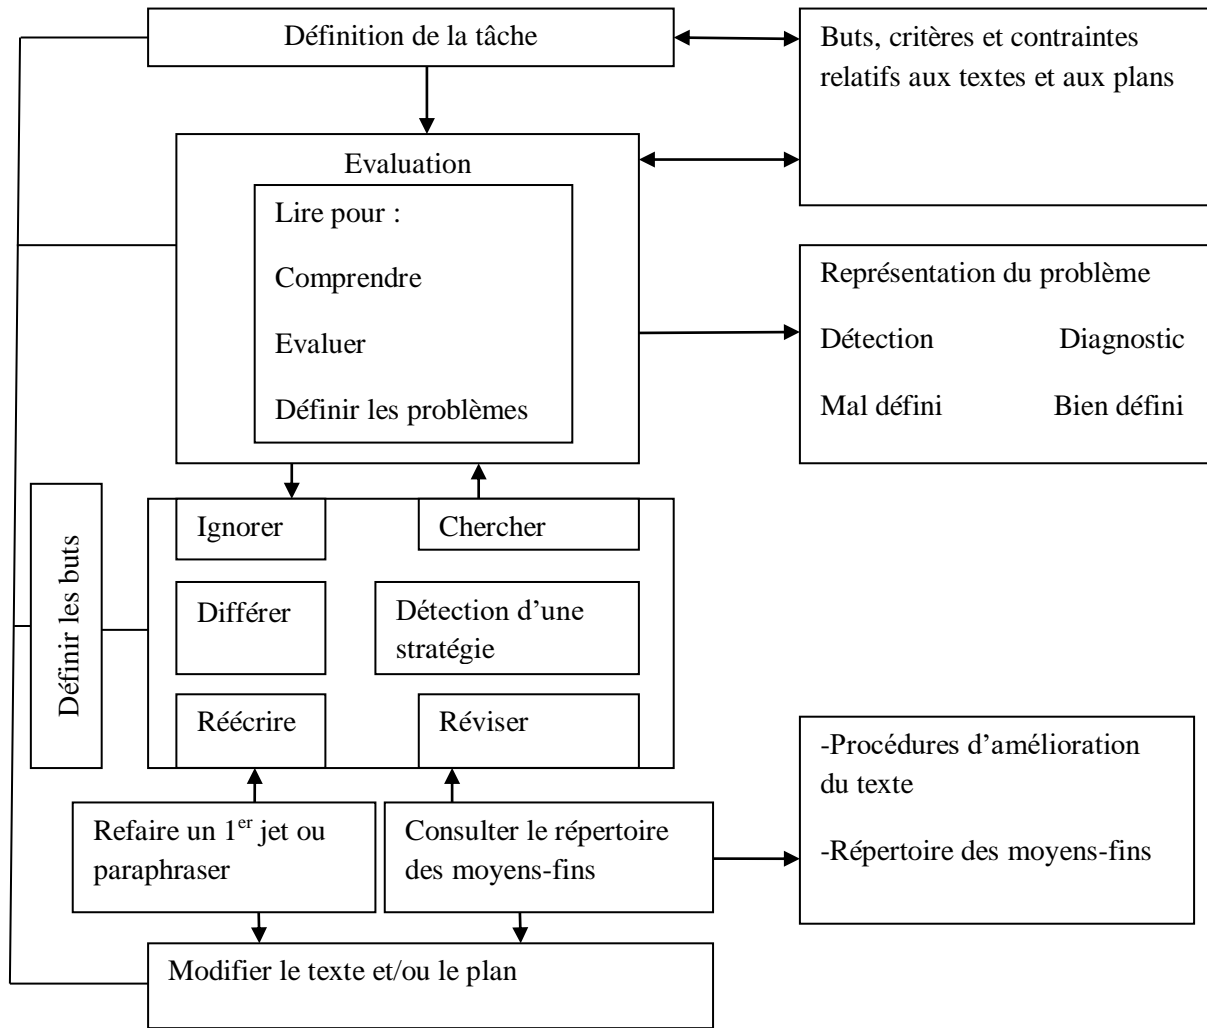 Définition de la tâche
Buts, critères et contraintes
relatifs aux textes et aux plans
Evaluation
Lire pour :
Comprendre
Evaluer
Définir les problèmes
Représentation du problème
Détection Diagnostic
Mal défini Bien défini
Définir les buts
Ignorer
Chercher
Différer
Détection d’une
stratégie
Réécrire
Réviser
Refaire un 1er jet ou
paraphraser
Consulter le répertoire
des moyens-fins
-Procédures d’amélioration
du texte
-Répertoire des moyens-fins
Modifier le texte et/ou le plan